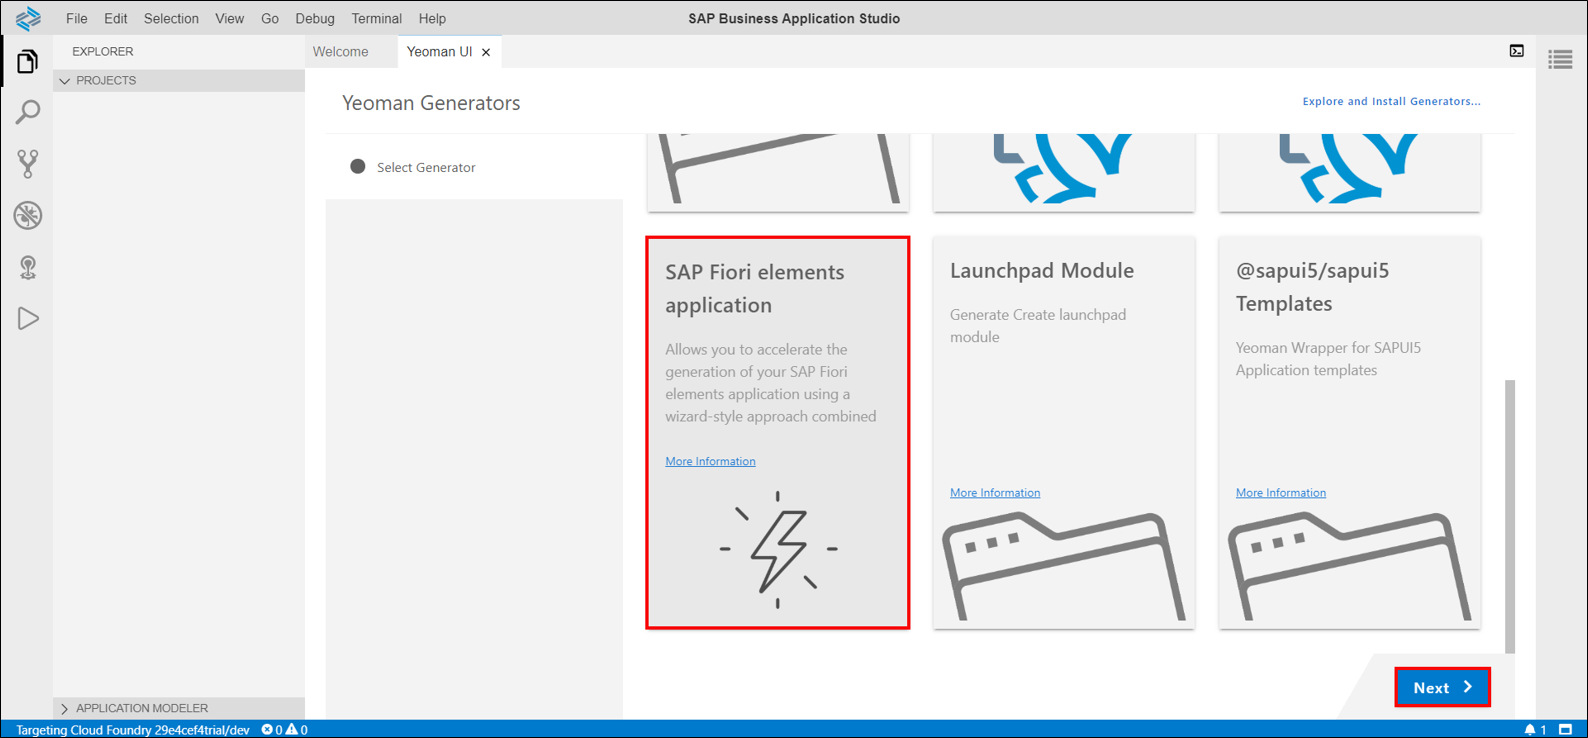 File Edit Selection View Go Debug Terminal Help
SAP Business Application Studio
EXPLORER
Welcome
Yeoman UI
PROJECTS
Yeoman Generators
Explore and Install Generators...
Select Generator
SAP Fiori elements
application
Allows you to accelerate the
generation of your SAP Fiori
elements application using a
wizard-style approach combined
More Information
Launchpad Module
Generate Create launchpad
module
More Information
@sapui5/sapui5
Templates
Yeoman Wrapper for SAPUI5
Application templates
More Information
Next
APPLICATION MODELER
Targeting Cloud Foundry 29e4cef4trial/dev 0 0
1